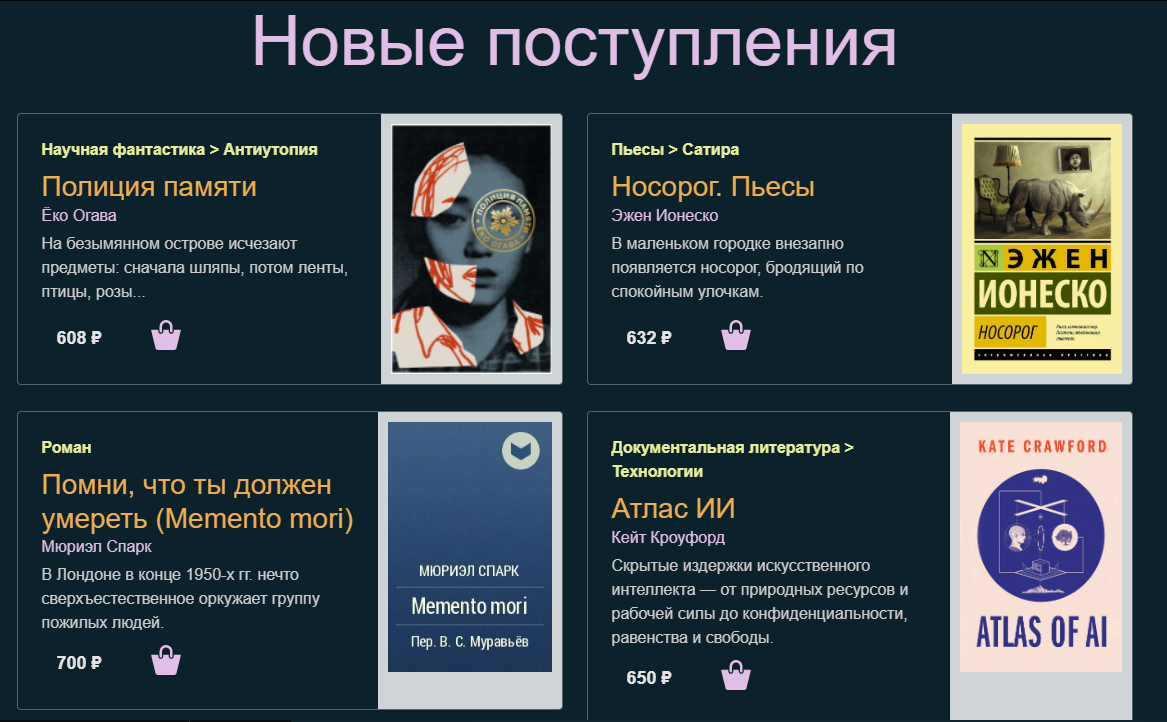 Новые поступления
Научная фантастика > Антиутопия
Полиция памяти
Ёко Огава
На безымянном острове исчезают
предметы: сначала шляпы, потом ленты,
птицы, розы...
608 ₽
ПОЛИЦИЯ ПАМЯТИ
ЁКО ОГАВА
Пьесы > Сатира
Носорог. Пьесы
Эжен Ионеско
В маленьком городке внезапно
появляется носорог, бродящий по
спокойным улочкам.
632 ₽
N ЭЖЕН
ИОНЕСКО
НОСОРОГ
Роман
Помни, что ты должен
умереть (Memento mori)
Мюриэл Спарк
В Лондоне в конце 1950-х гг. нечто
сверхъестественное оркужает группу
пожилых людей.
700 ₽
МЮРИЭЛ СПАРК
Memento mori
Пер. В. С. Муравьёв
Документальная литература >
Технологии
Атлас ИИ
Кейт Кроуфорд
Скрытые издержки искусственного
интеллекта — от природных ресурсов и
рабочей силы до конфиденциальности,
равенства и свободы.
650 ₽
KATE CRAWFORD
ATLAS OF AI